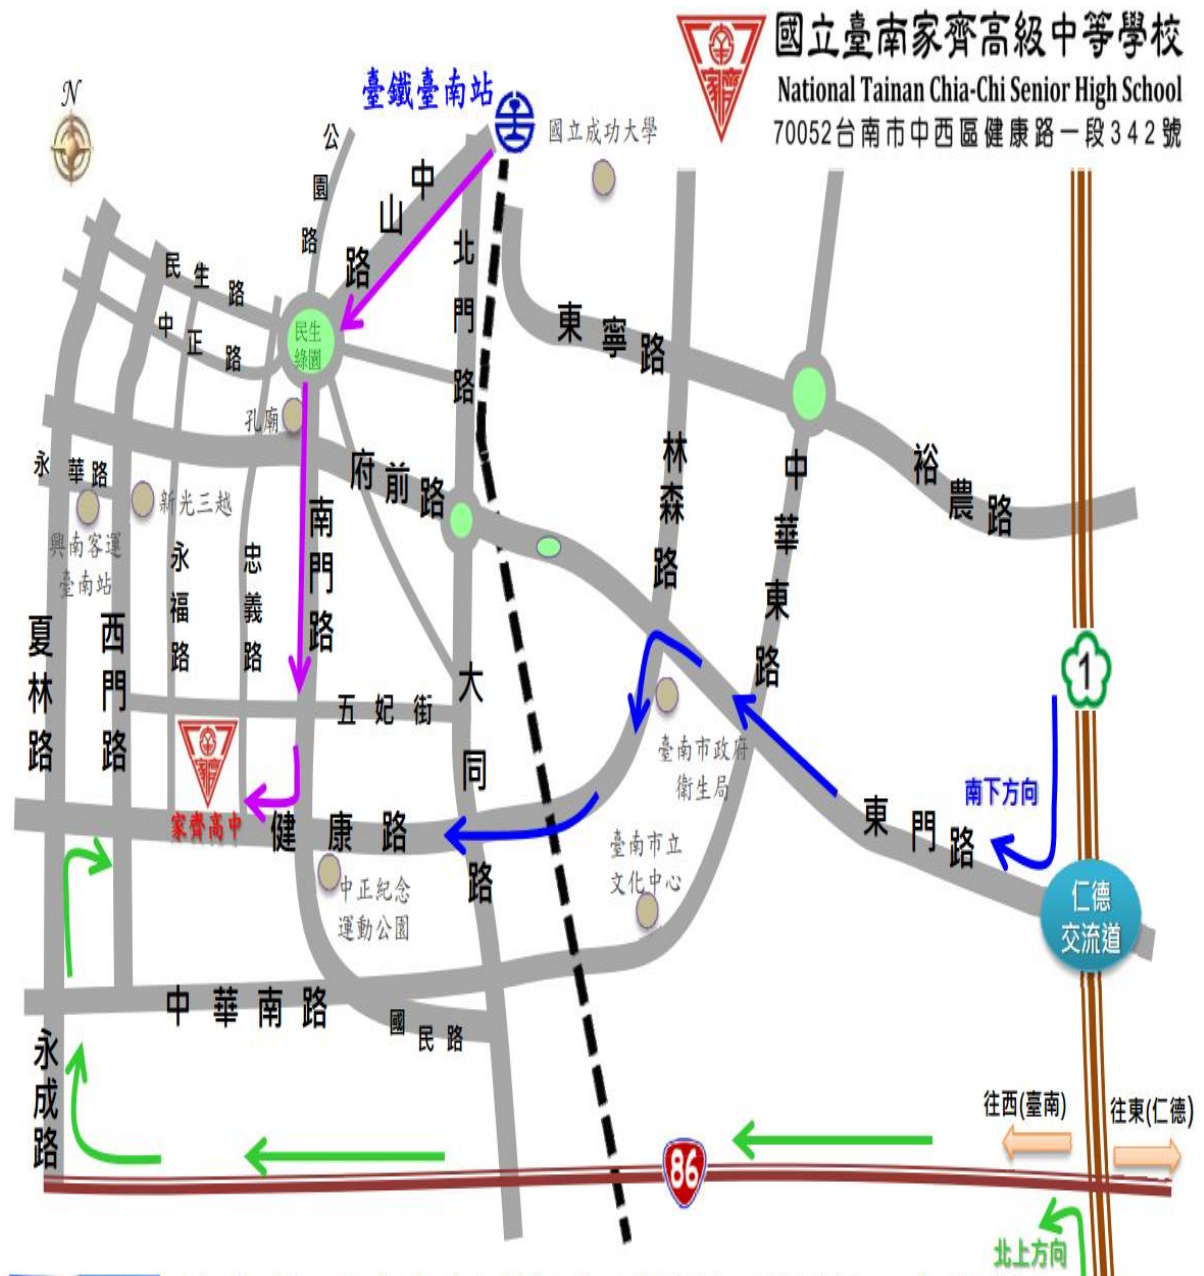 國立臺南家齊高級中等學校
National Tainan Chia-Chi Senior High School
70052台南市中西區健康路一段342號
N
臺鐵臺南站
國立成功大學
公園路
中山路
北門路
民生路
中正路
民生
綠園
東寧路
孔廟
府前路
林森路
中華東路
裕農路
永華路
新光三越
興南客運
臺南站
南門路
永福路
忠義路
夏林路
西門路
五妃街
大同路
1
家齊
家齊高中
健康路
臺南市政府
衛生局
南下方向
東門路
臺南市立
文化中心
中正紀念
運動公園
仁德
交流道
中華南路
國民路
永成路
往西(臺南)
往東(仁德)
86
北上方向